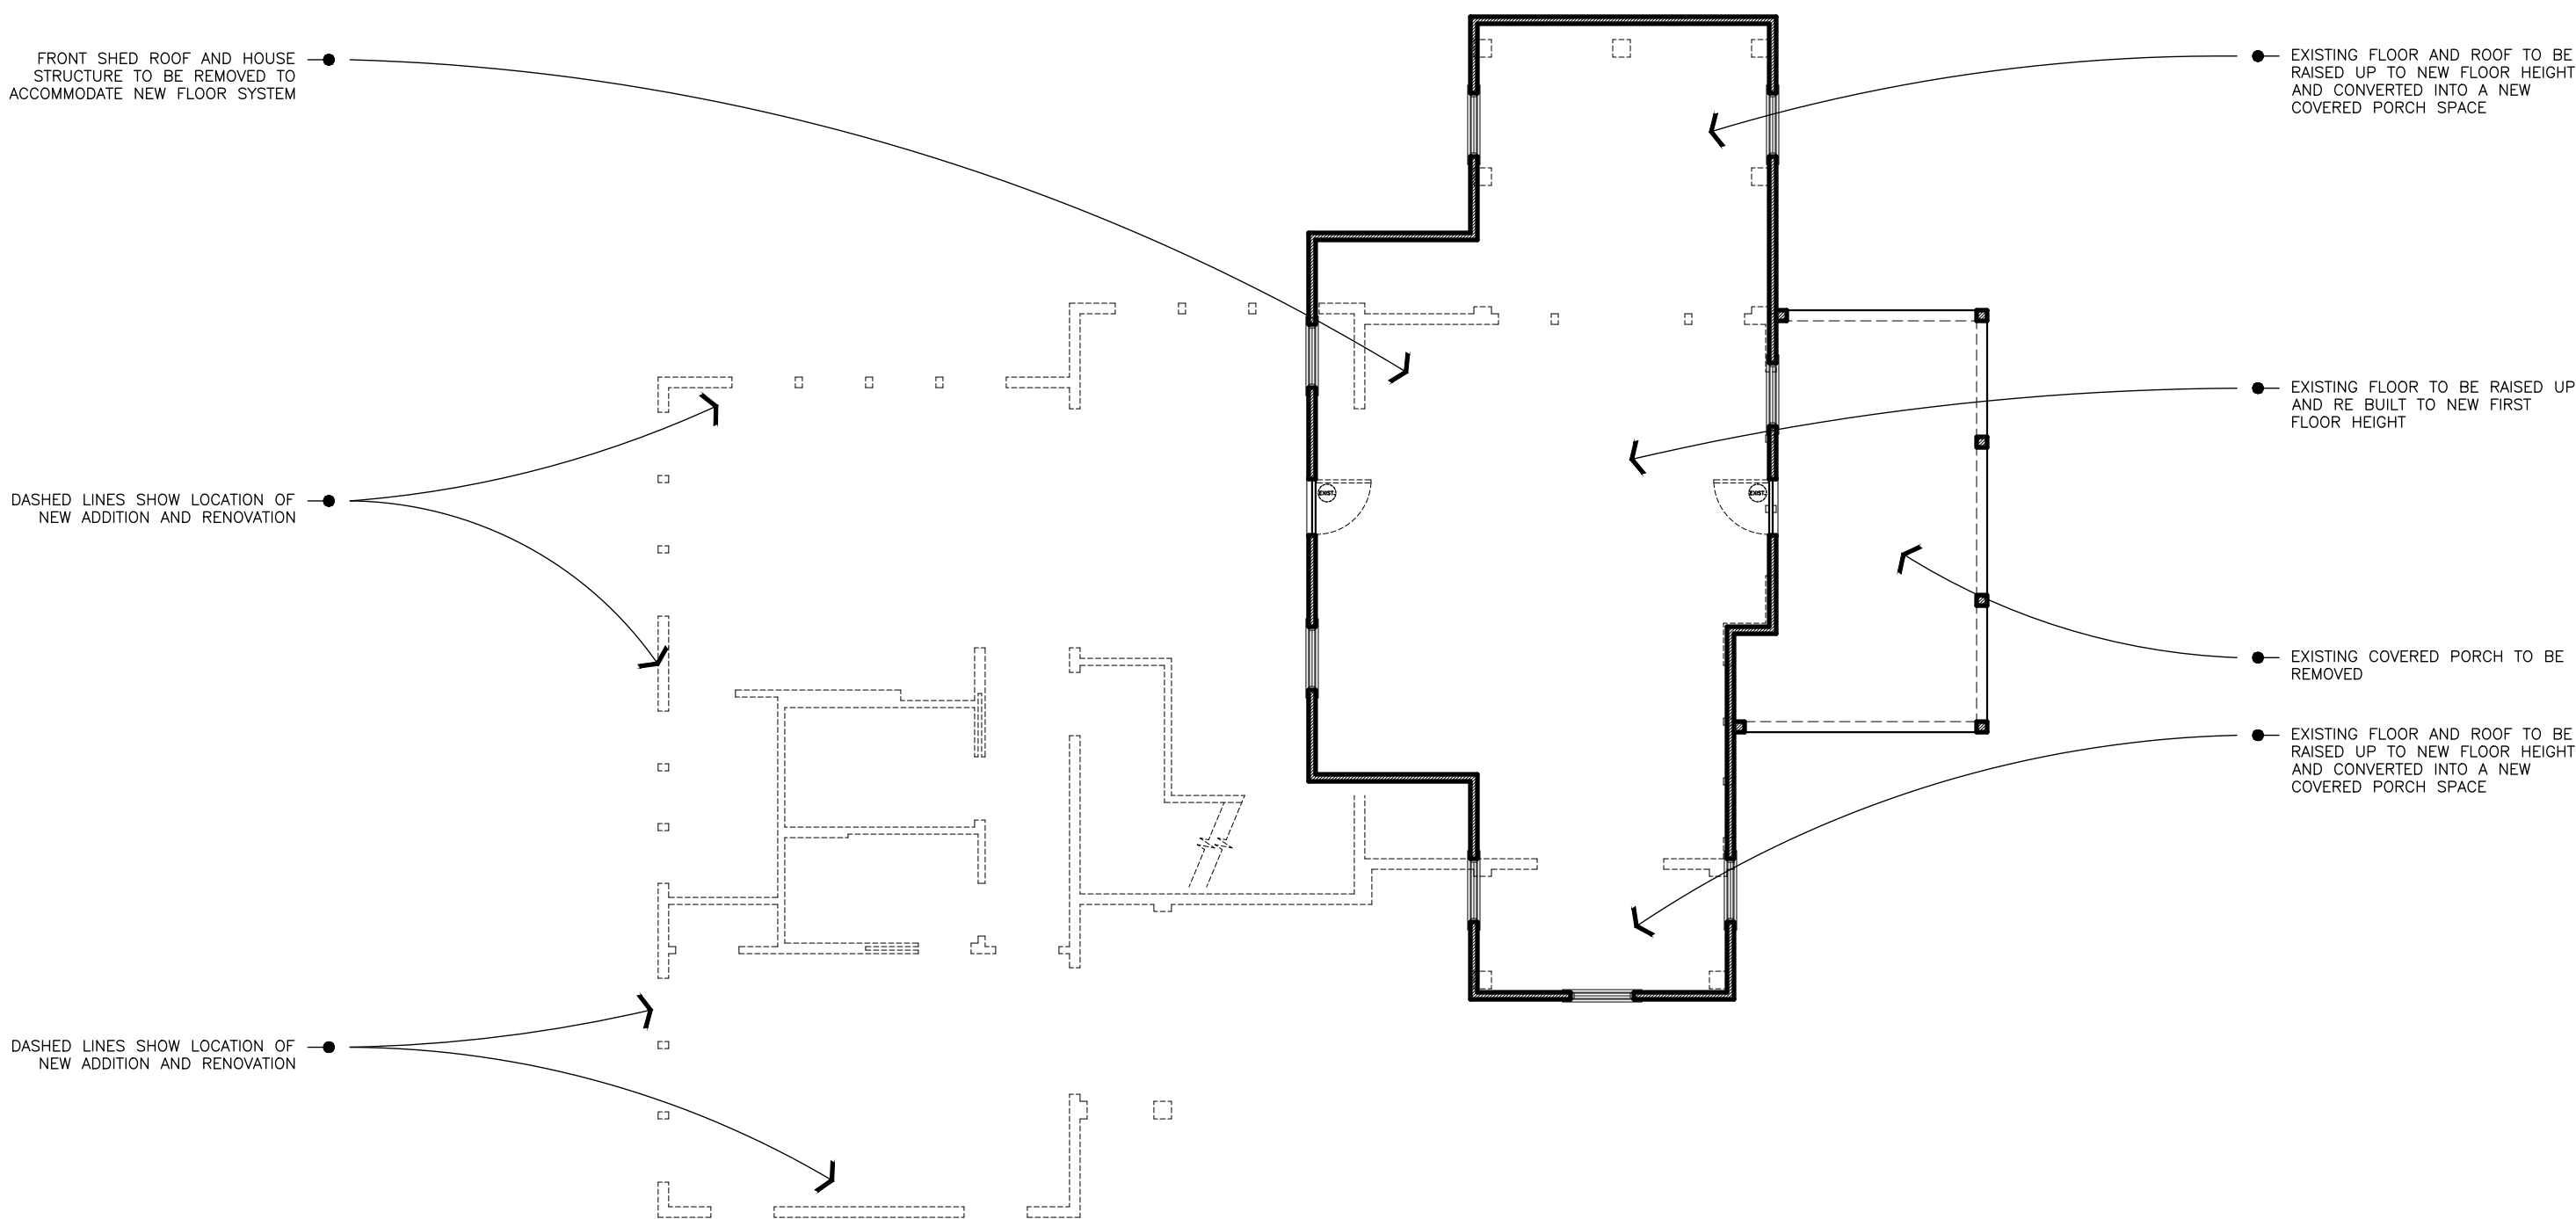 FRONT SHED ROOF AND HOUSE
STRUCTURE TO BE REMOVED TO
ACCOMMODATE NEW FLOOR SYSTEM
EXISTING FLOOR AND ROOF TO BE
RAISED UP TO NEW FLOOR HEIGHT
AND CONVERTED INTO A NEW
COVERED PORCH SPACE
EXISTING FLOOR TO BE RAISED UP
AND RE BUILT TO NEW FIRST
FLOOR HEIGHT
DASHED LINES SHOW LOCATION OF
NEW ADDITION AND RENOVATION
EXIST.
EXIST.
EXISTING COVERED PORCH TO BE
REMOVED
EXISTING FLOOR AND ROOF TO BE
RAISED UP TO NEW FLOOR HEIGHT
AND CONVERTED INTO A NEW
COVERED PORCH SPACE
DASHED LINES SHOW LOCATION OF
NEW ADDITION AND RENOVATION